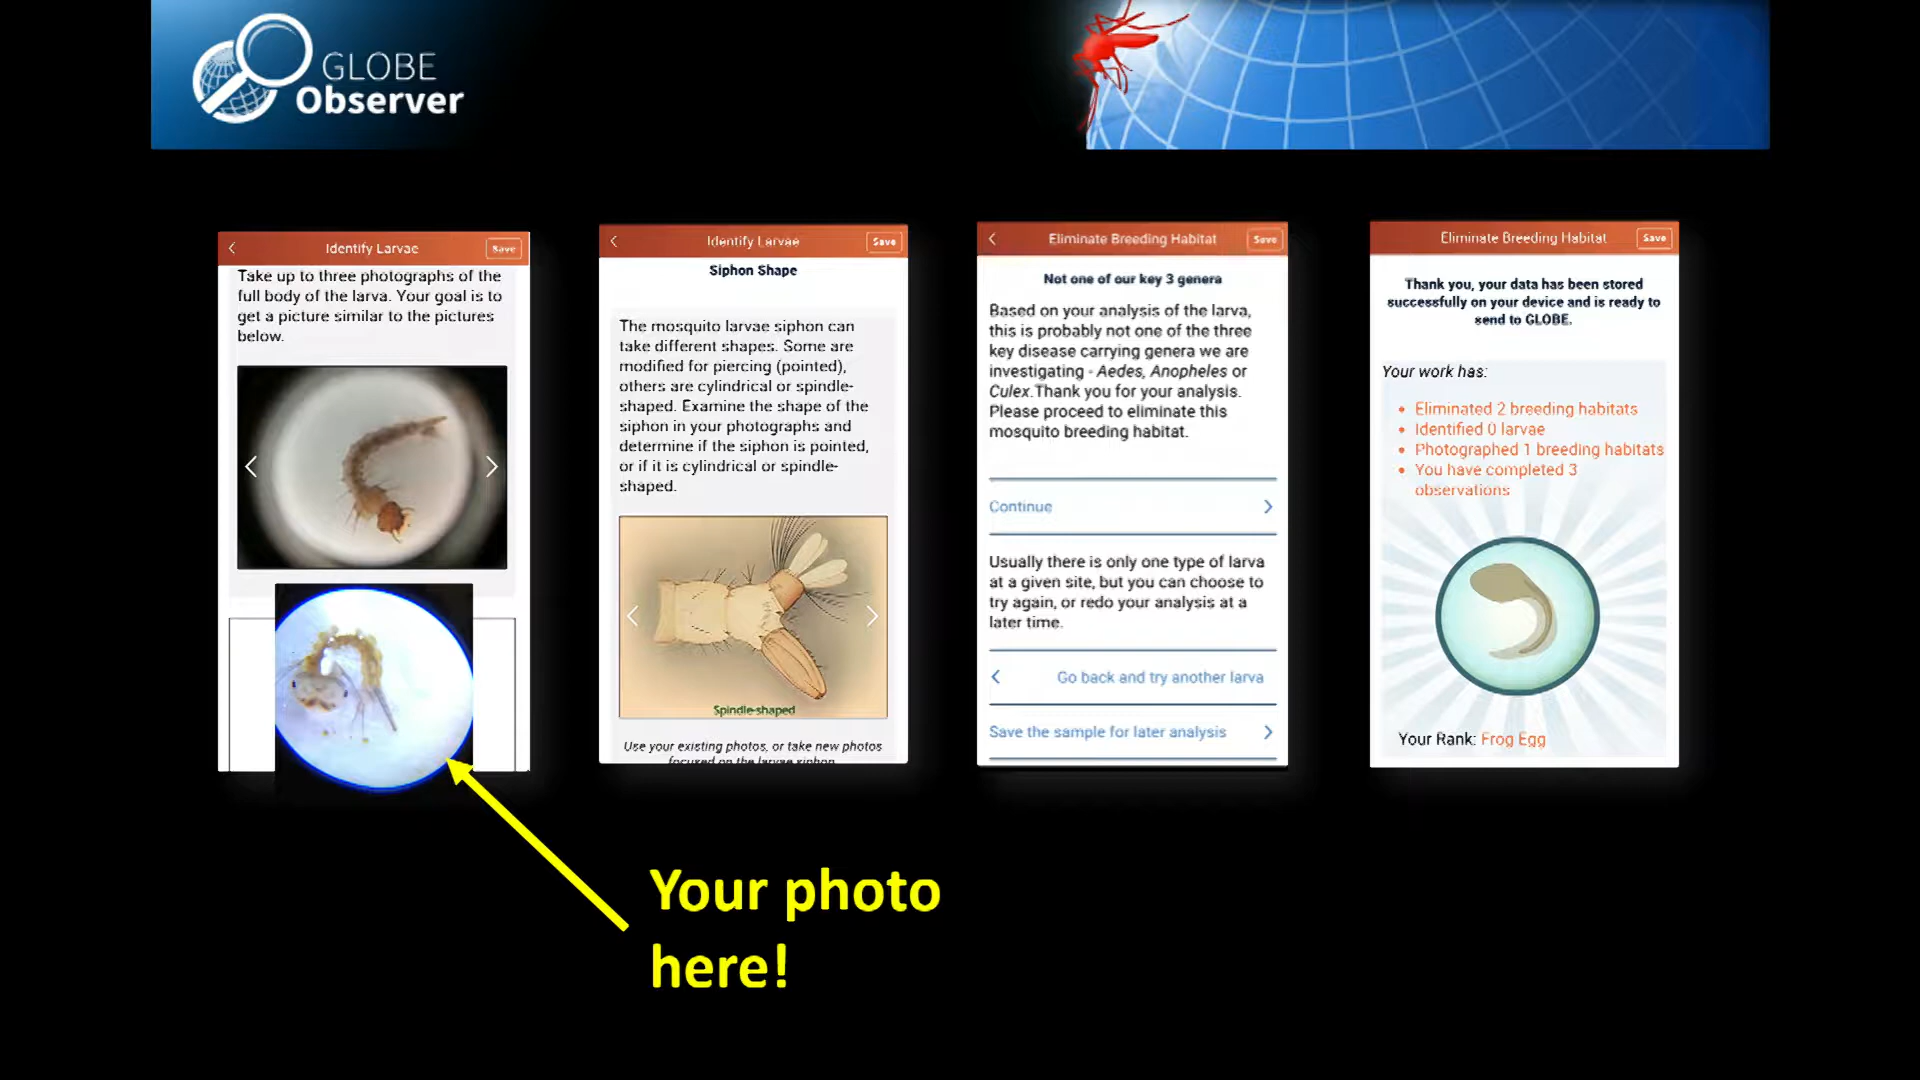 GLOBE
Observer
Identify Larvae
Save
Take up to three photographs of the
full body of the larva. Your goal is to
get a picture similar to the pictures
below.
Identify Larvae
Save
Siphon Shape
The mosquito larvae siphon can
take different shapes. Some are
modified for piercing (pointed),
others are cylindrical or spindle-
shaped. Examine the shape of the
siphon in your photographs and
determine if the siphon is pointed,
or if it is cylindrical or spindle-
shaped.
Spindle-shaped
Use your existing photos, or take new photos
focused on the larvae siphon
Eliminate Breeding Habitat
Save
Not one of our key 3 genera
Based on your analysis of the larva,
this is probably not one of the three
key disease carrying genera we are
investigating - Aedes, Anopheles or
Culex.Thank you for your analysis.
Please proceed to eliminate this
mosquito breeding habitat.
Continue
Usually there is only one type of larva
at a given site, but you can choose to
try again, or redo your analysis at a
later time.
Go back and try another larva
Save the sample for later analysis
Eliminate Breeding Habitat
Save
Thank you, your data has been stored
successfully on your device and is ready to
send to GLOBE.
Your work has:
• Eliminated 2 breeding habitats
• Identified 0 larvae
• Photographed 1 breeding habitats
• You have completed 3
observations
Your Rank: Frog Egg
Your photo
here!